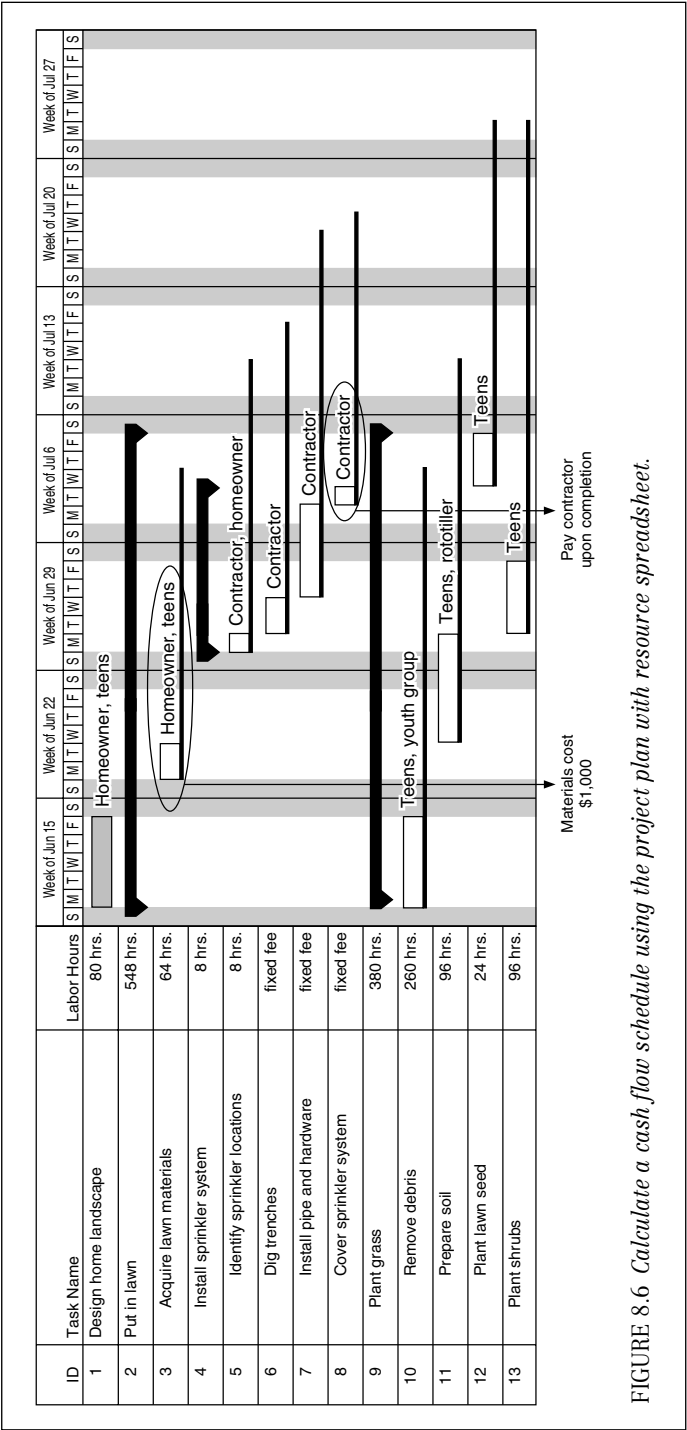 Week of Jun 15 Week of Jun 22 Week of Jun 29 Week of Jul 6 Week of Jul 13 Week of Jul 20 Week of Jul 27
ID Task Name Labor Hours S M T W T F S S M T W T F S S M T W T F S S M T W T F S S M T W T F S S M T W T F S S M T W T F S
1 Design home landscape 80 hrs. Homeowner, teens
2 Put in lawn 548 hrs.
3 Acquire lawn materials 64 hrs. Homeowner, teens
4 Install sprinkler system 8 hrs.
5 Identify sprinkler locations 8 hrs. Contractor, homeowner
6 Dig trenches fixed fee Contractor
7 Install pipe and hardware fixed fee Contractor
8 Cover sprinkler system fixed fee Contractor
9 Plant grass 380 hrs.
10 Remove debris 260 hrs. Teens, youth group
11 Prepare soil 96 hrs. Teens, rototiller
12 Plant lawn seed 24 hrs. Teens
13 Plant shrubs 96 hrs. Teens
Materials cost
$1,000
Pay contractor
upon completion
FIGURE 8.6 Calculate a cash flow schedule using the project plan with resource spreadsheet.